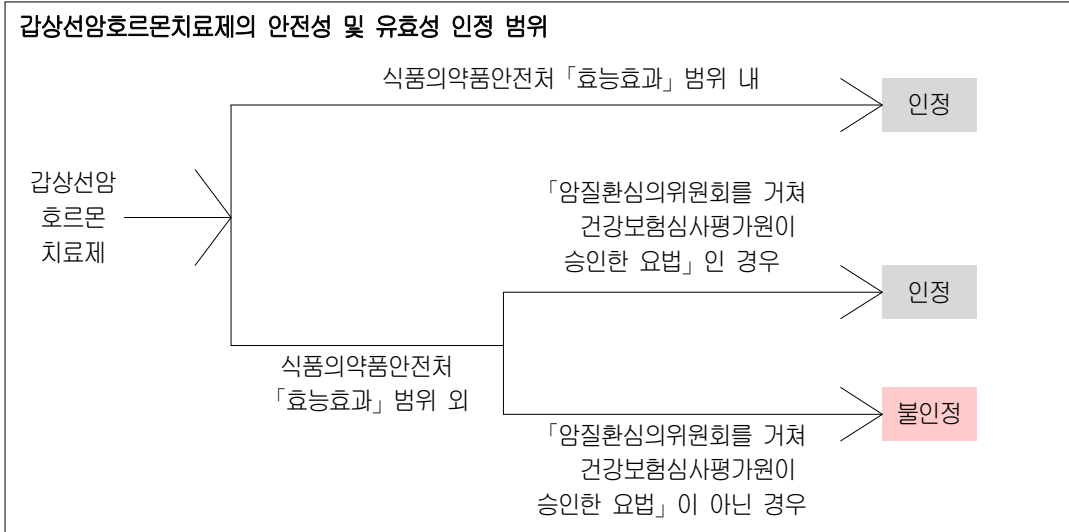 갑상선암호르몬치료제의 안전성 및 유효성 인정 범위
식품의약품안전처「효능효과」범위 내
인정
갑상선암
호르몬
치료제
「암질환심의위원회를 거쳐
건강보험심사평가원이
승인한 요법」인 경우
인정
식품의약품안전처
「효능효과」범위 외
불인정
「암질환심의위원회를 거쳐
건강보험심사평가원이
승인한 요법」이 아닌 경우